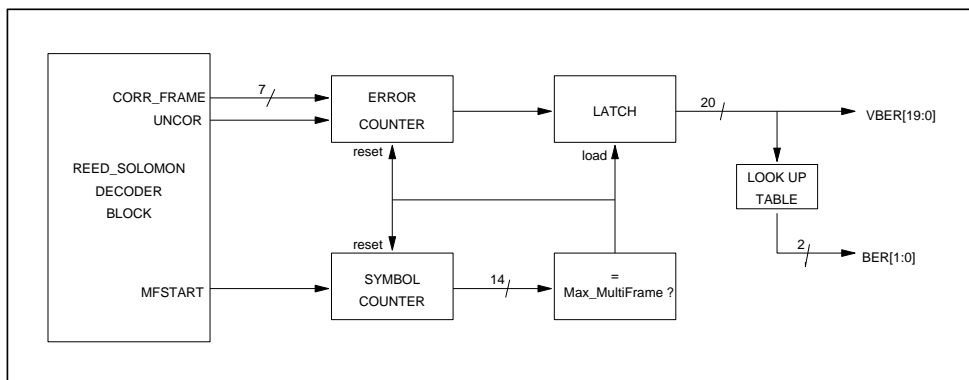 CORR_FRAME
UNCOR
REED_SOLOMON
DECODER
BLOCK
MFSTART
7
ERROR
COUNTER
reset
LATCH
load
20
VBER[19:0]
LOOK UP
TABLE
2
BER[1:0]
reset
SYMBOL
COUNTER
14
=
Max_MultiFrame ?